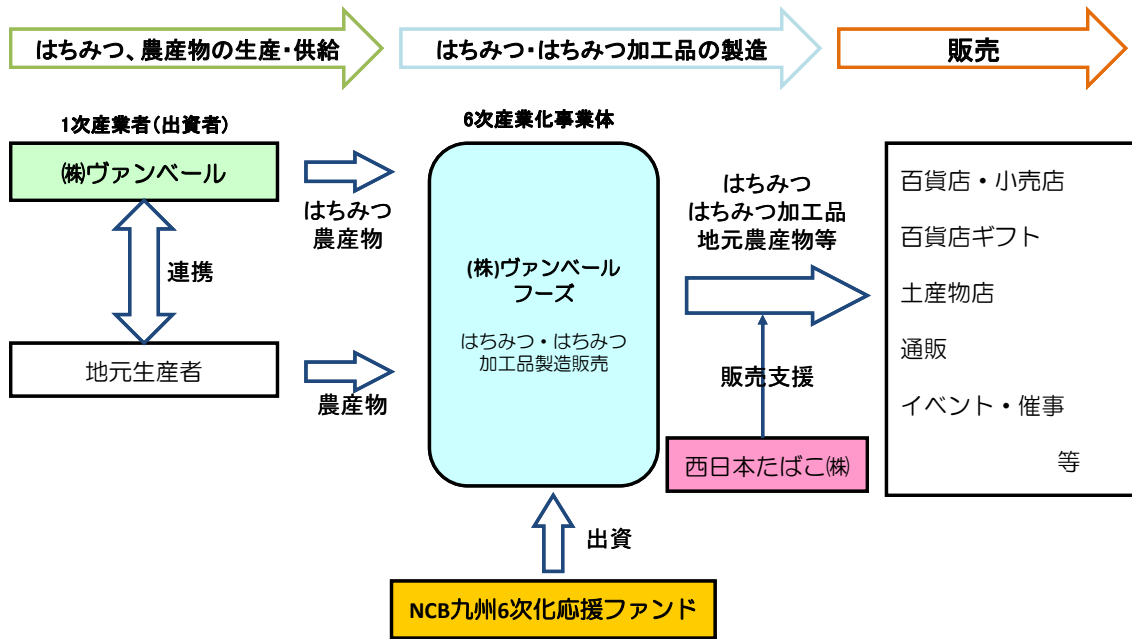 はちみつ、農産物の生産・供給
はちみつ・はちみつ加工品の製造
販売
1次産業者(出資者)
㈱ヴァンベール
連携
地元生産者
はちみつ
農産物
農産物
6次産業化事業体
(株)ヴァンベール
フーズ
はちみつ・はちみつ
加工品製造販売
はちみつ
はちみつ加工品
地元農産物等
販売支援
西日本たばこ㈱
出資
NCB九州6次化応援ファンド
百貨店・小売店
百貨店ギフト
土産物店
通販
イベント・催事
等